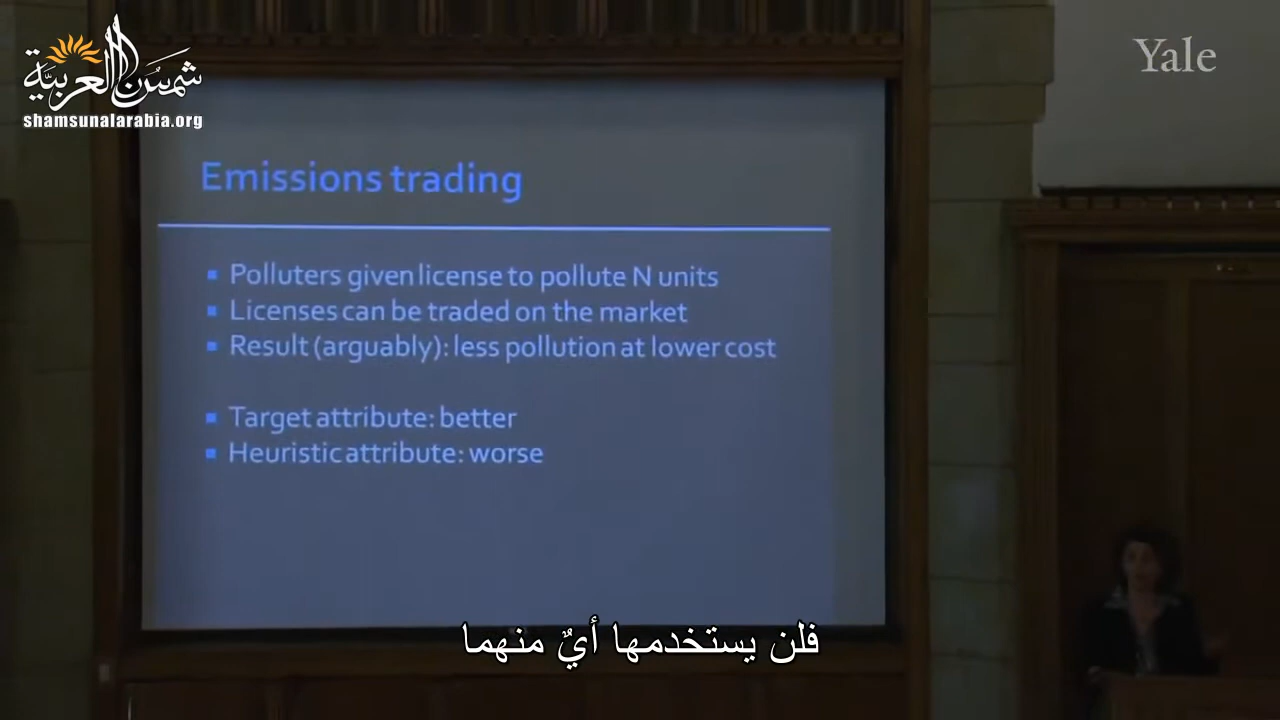 شمس العربية
shamsunalarabia.org
Yale
Emissions trading
▪ Polluters given license to pollute N units
▪ Licenses can be traded on the market
▪ Result (arguably): less pollution at lower cost
▪ Target attribute: better
▪ Heuristic attribute: worse
فلن يستخدمها أيٌ منهما